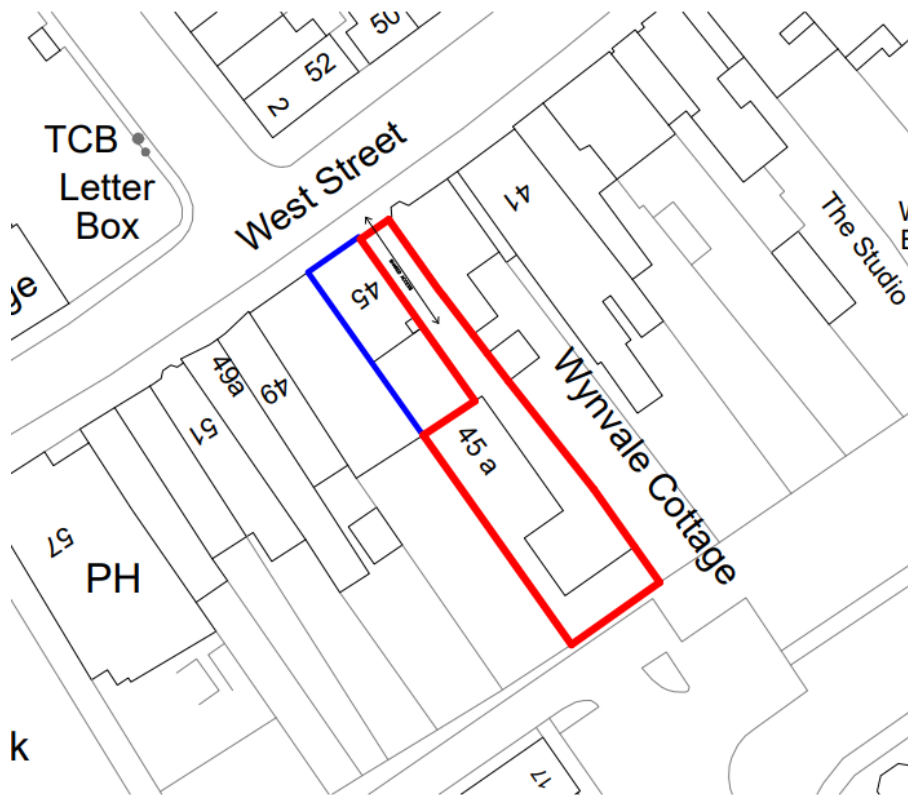 50
52
2
TCB
Letter
Box
West Street
41
The Studio
W
E
ge
45
49a
49
51
Wynvale Cottage
45 a
57
PH
k
17